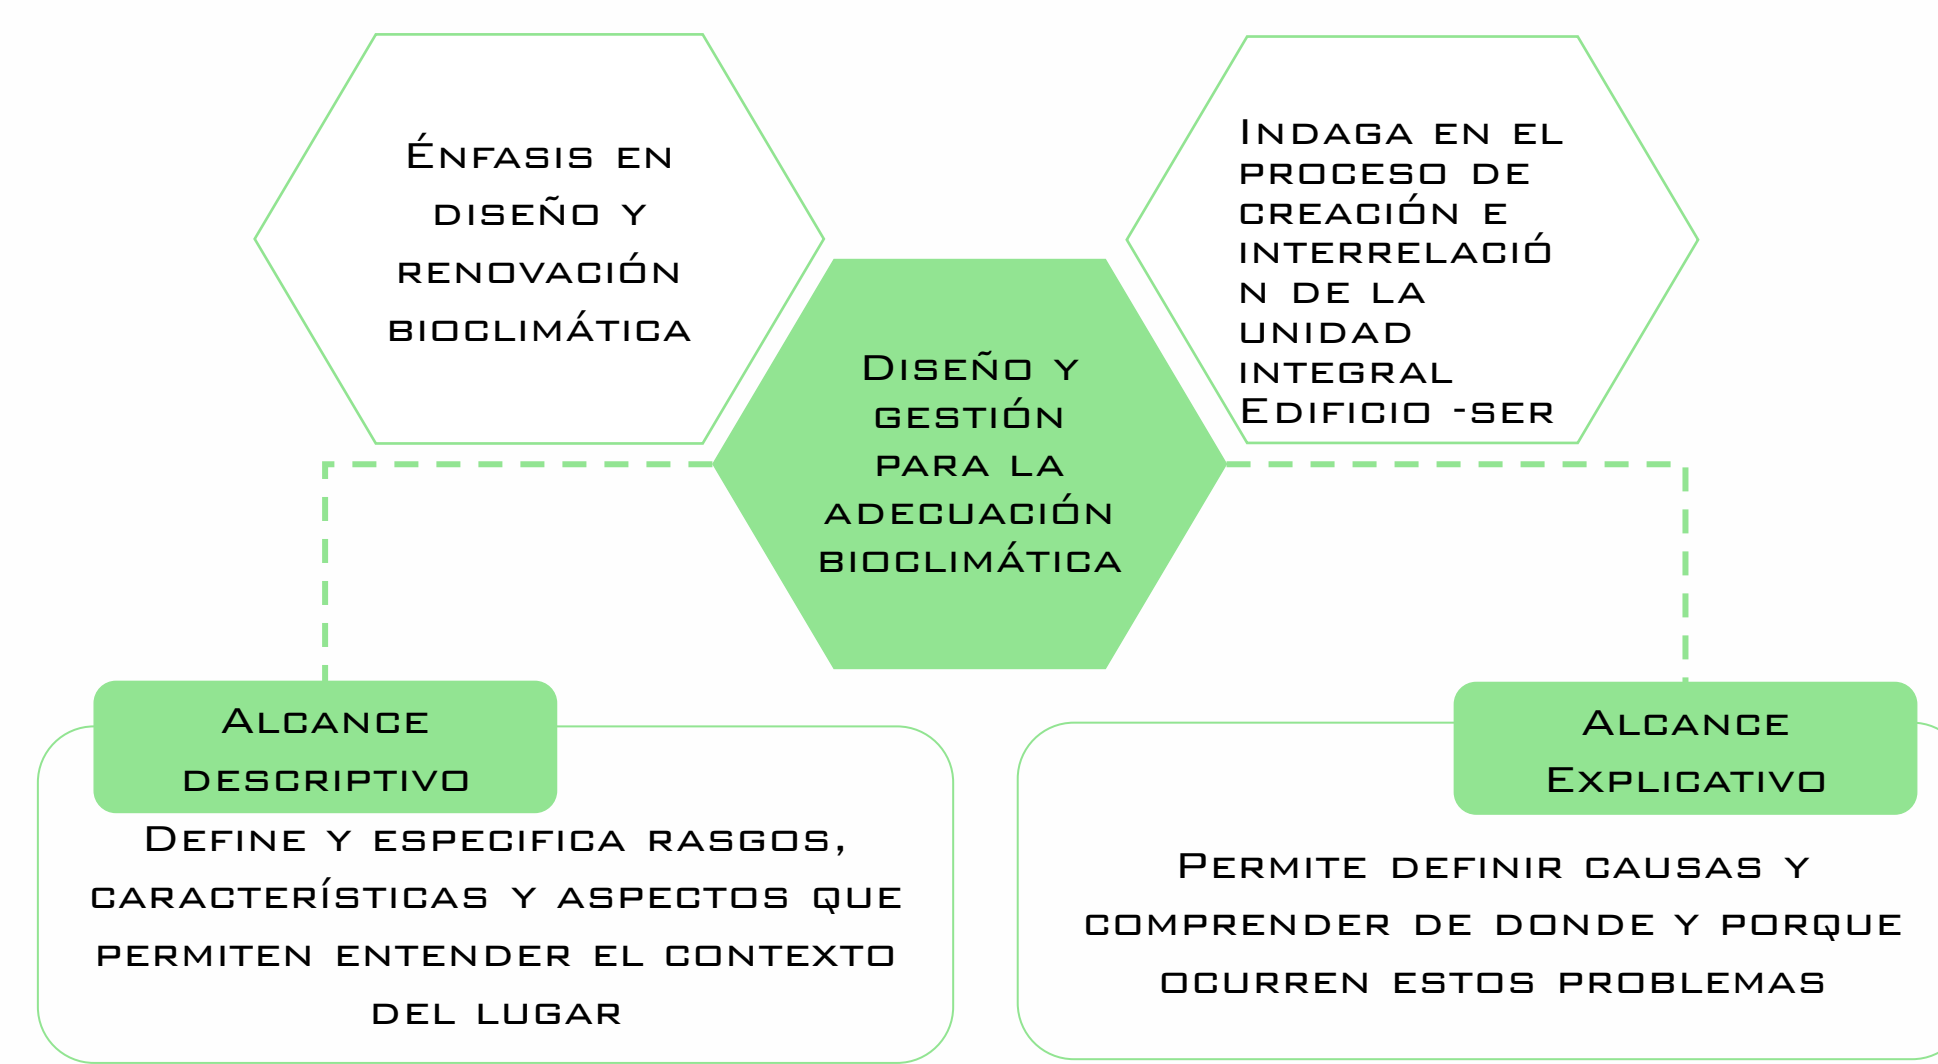 Énfasis en
diseño y
renovación
bioclimática
Indaga en el
proceso de
creación e
interrelació
n de la
unidad
integral
Edificio -ser
Diseño y
gestión
para la
adecuación
bioclimática
Alcance
descriptivo
Define y especifica rasgos,
características y aspectos que
permiten entender el contexto
del lugar
Alcance
Explicativo
Permite definir causas y
comprender de donde y porque
ocurren estos problemas